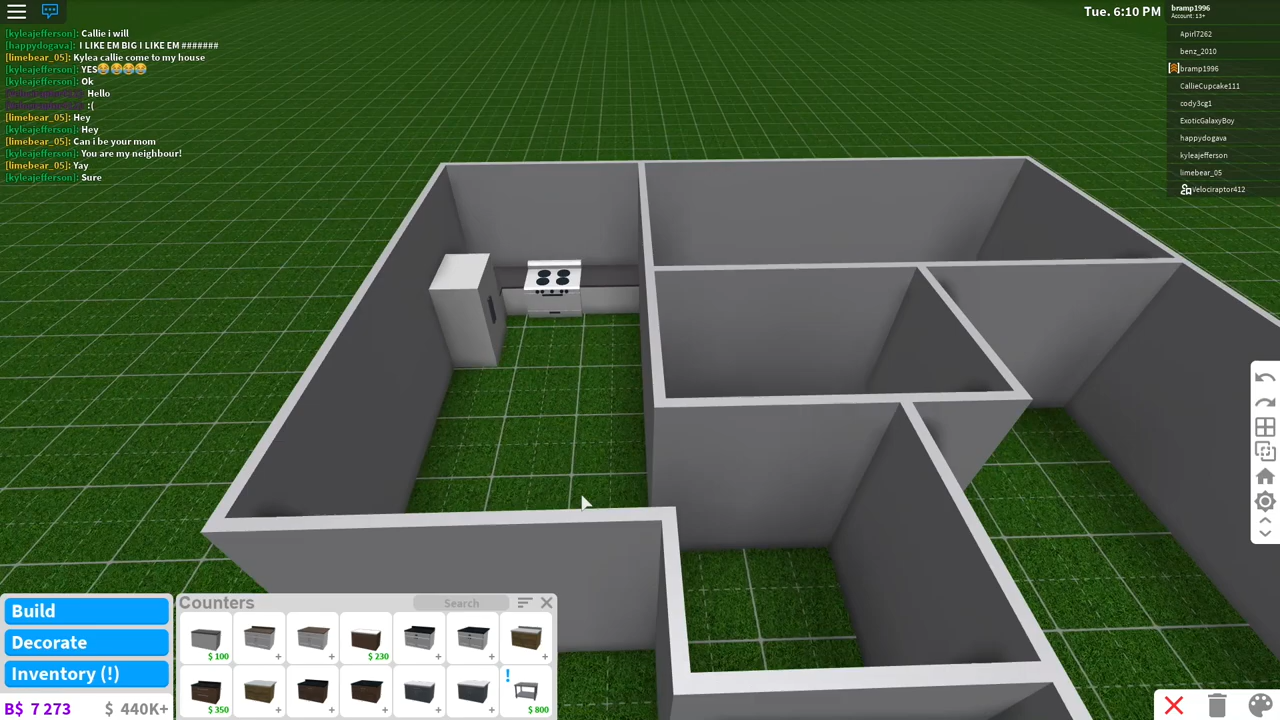 Tue. 6:10 PM
bramp1996
Account: 13+
Apirl7262
benz_2010
bramp1996
CallieCupcake111
cody3cg1
ExoticGalaxyBoy
happydogava
kyleajefferson
limebear_05
Velociraptor412
[kyleajefferson]: Callie i will
[happydogava]: I LIKE EM BIG I LIKE EM #######
[limebear_05]: Kylea callie come to my house
[kyleajefferson]: YES😂😂😂😂
[kyleajefferson]: Ok
Hello
:(
[limebear_05]: Hey
[kyleajefferson]: Hey
[limebear_05]: Can i be your mom
[kyleajefferson]: You are my neighbour!
[limebear_05]: Yay
[kyleajefferson]: Sure
Build
Decorate
Inventory (!)
B$ 7 273
$ 440K+
Counters
Search
$ 100
+
+
$ 230
+
+
+
$ 350
+
+
+
+
+
!
$ 800